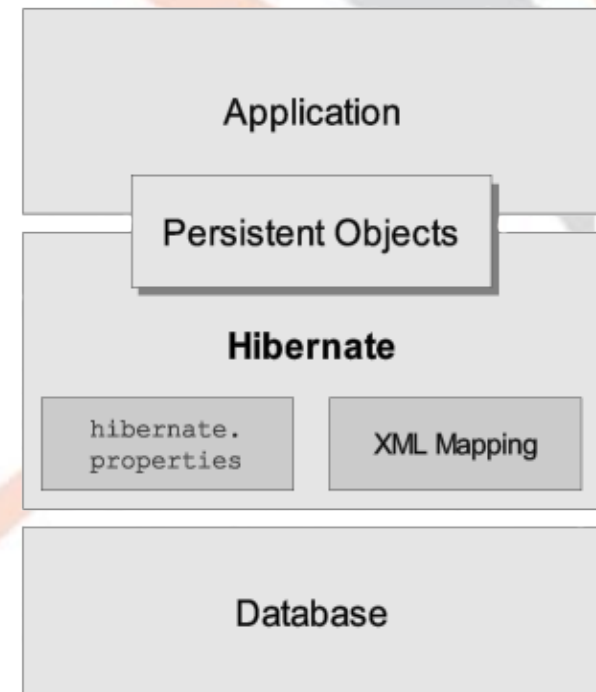 Application
Persistent Objects
Hibernate
hibernate.
properties
XML Mapping
Database